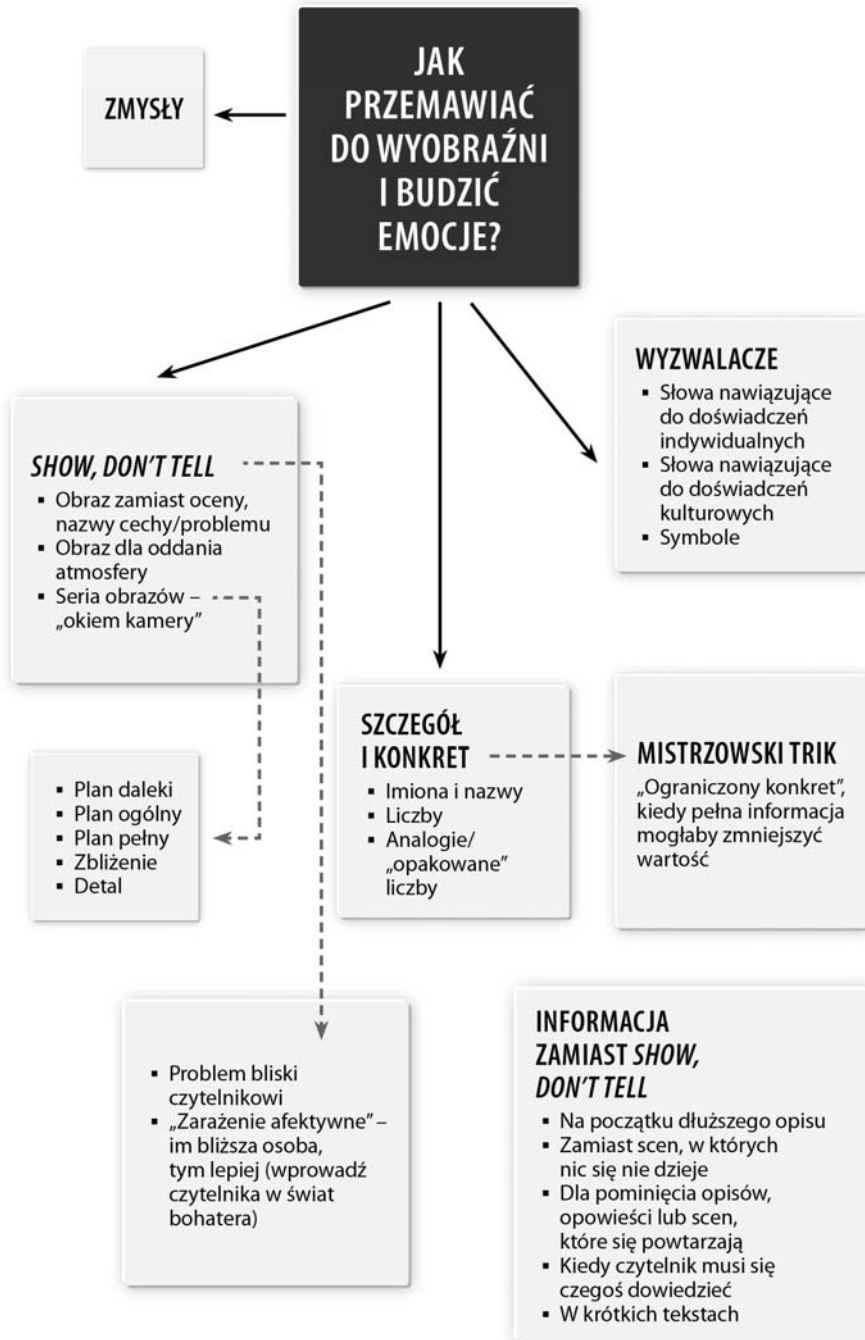 JAK
PRZEMAWIAĆ
DO WYOBRAŹNI
I BUDZIĆ
EMOCJE?
ZMYSŁY
WYZWALACZE
▪ Słowa nawiązujące
do doświadczeń
indywidualnych
▪ Słowa nawiązujące
do doświadczeń
kulturowych
▪ Symbole
SHOW, DON'T TELL
▪ Obraz zamiast oceny,
nazwy cechy/problemu
▪ Obraz dla oddania
atmosfery
▪ Seria obrazów –
„okiem kamery”
▪ Plan daleki
▪ Plan ogólny
▪ Plan pełny
▪ Zbliżenie
▪ Detal
SZCZEGÓŁ
I KONKRET
▪ Imiona i nazwy
▪ Liczby
▪ Analogie/
„opakowane”
liczby
MISTRZOWSKI TRIK
„Ograniczony konkret”,
kiedy pełna informacja
mogłaby zmniejszyć
wartość
▪ Problem bliski
czytelnikowi
▪ „Zarażenie afektywne” –
im bliższa osoba,
tym lepiej (wprowadź
czytelnika w świat
bohatera)
INFORMACJA
ZAMIAST SHOW,
DON'T TELL
▪ Na początku dłuższego opisu
▪ Zamiast scen, w których
nic się nie dzieje
▪ Dla pominięcia opisów,
opowieści lub scen,
które się powtarzają
▪ Kiedy czytelnik musi się
czegoś dowiedzieć
▪ W krótkich tekstach